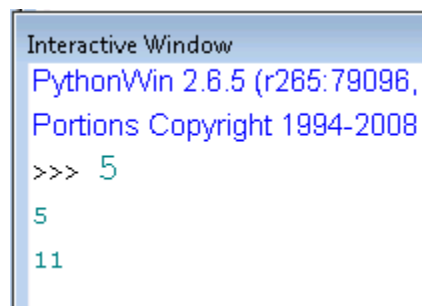 Interactive Window
PythonWin 2.6.5 (r265:79096,
Portions Copyright 1994-2008
>>> 5
5
11